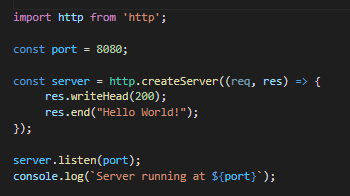 import http from 'http';

const port = 8080;

const server = http.createServer((req, res) => {
    res.writeHead(200);
    res.end("Hello World!");
});

server.listen(port);
console.log(`Server running at ${port}`);